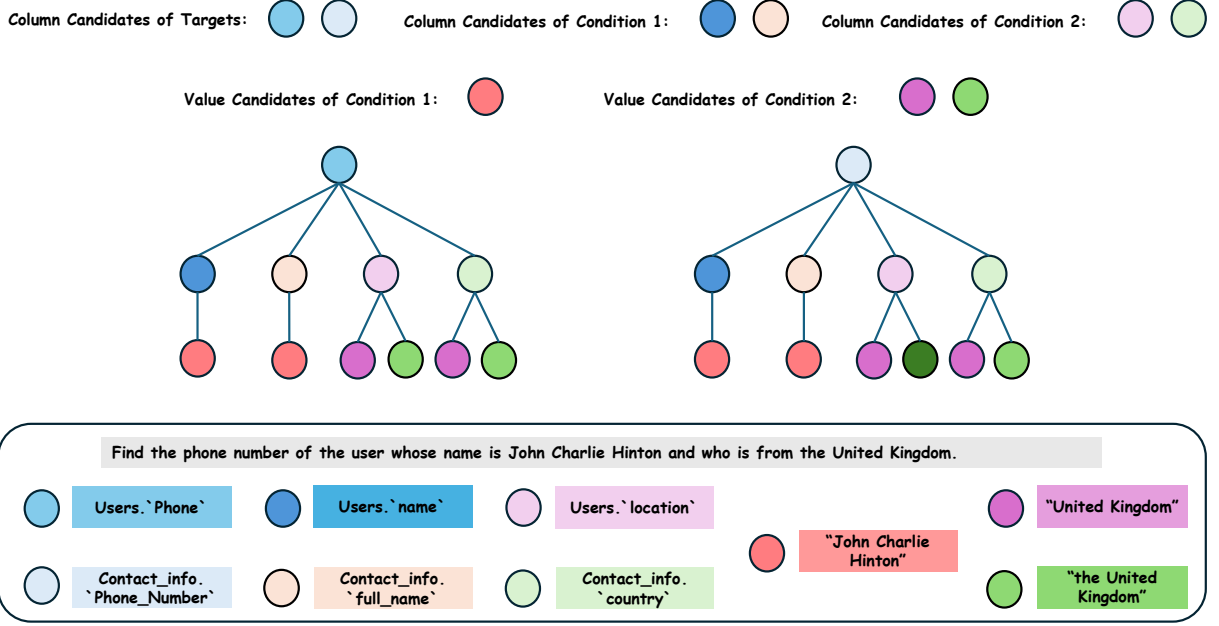 Column Candidates of Targets:
Column Candidates of Condition 1:
Column Candidates of Condition 2:
Value Candidates of Condition 1:
Value Candidates of Condition 2:
Find the phone number of the user whose name is John Charlie Hinton and who is from the United Kingdom.
Users.`Phone`
Users.`name`
Users.`location`
“United Kingdom”
“John Charlie
Hinton”
Contact_info.
`Phone_Number`
Contact_info.
`full_name`
Contact_info.
`country`
“the United
Kingdom”